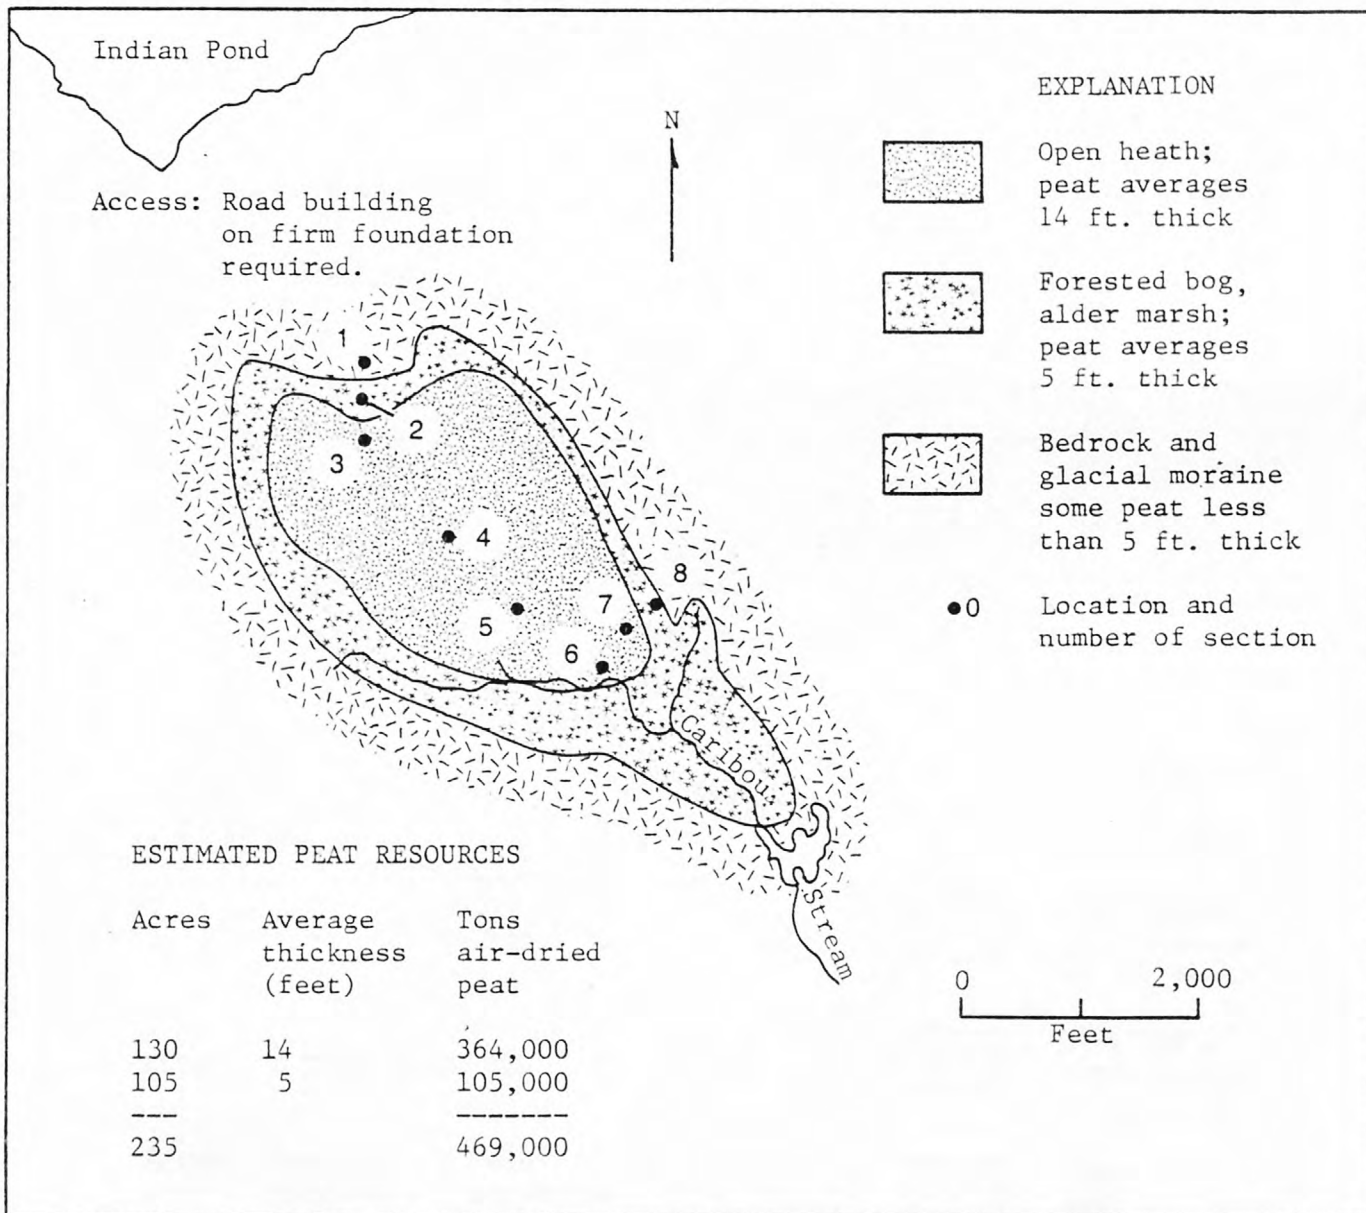 Indian Pond
N
Access: Road building
on firm foundation
required.
1
2
3
4
5
6
7
8
Caribou
Stream
EXPLANATION
Open heath;
peat averages
14 ft. thick
Forested bog,
alder marsh;
peat averages
5 ft. thick
Bedrock and
glacial moraine
some peat less
than 5 ft. thick
0 Location and
number of section
ESTIMATED PEAT RESOURCES
Acres Average Tons
thickness air-dried
(feet) peat
130 14 364,000
105 5 105,000
--- -------
235 469,000
0 2,000
Feet